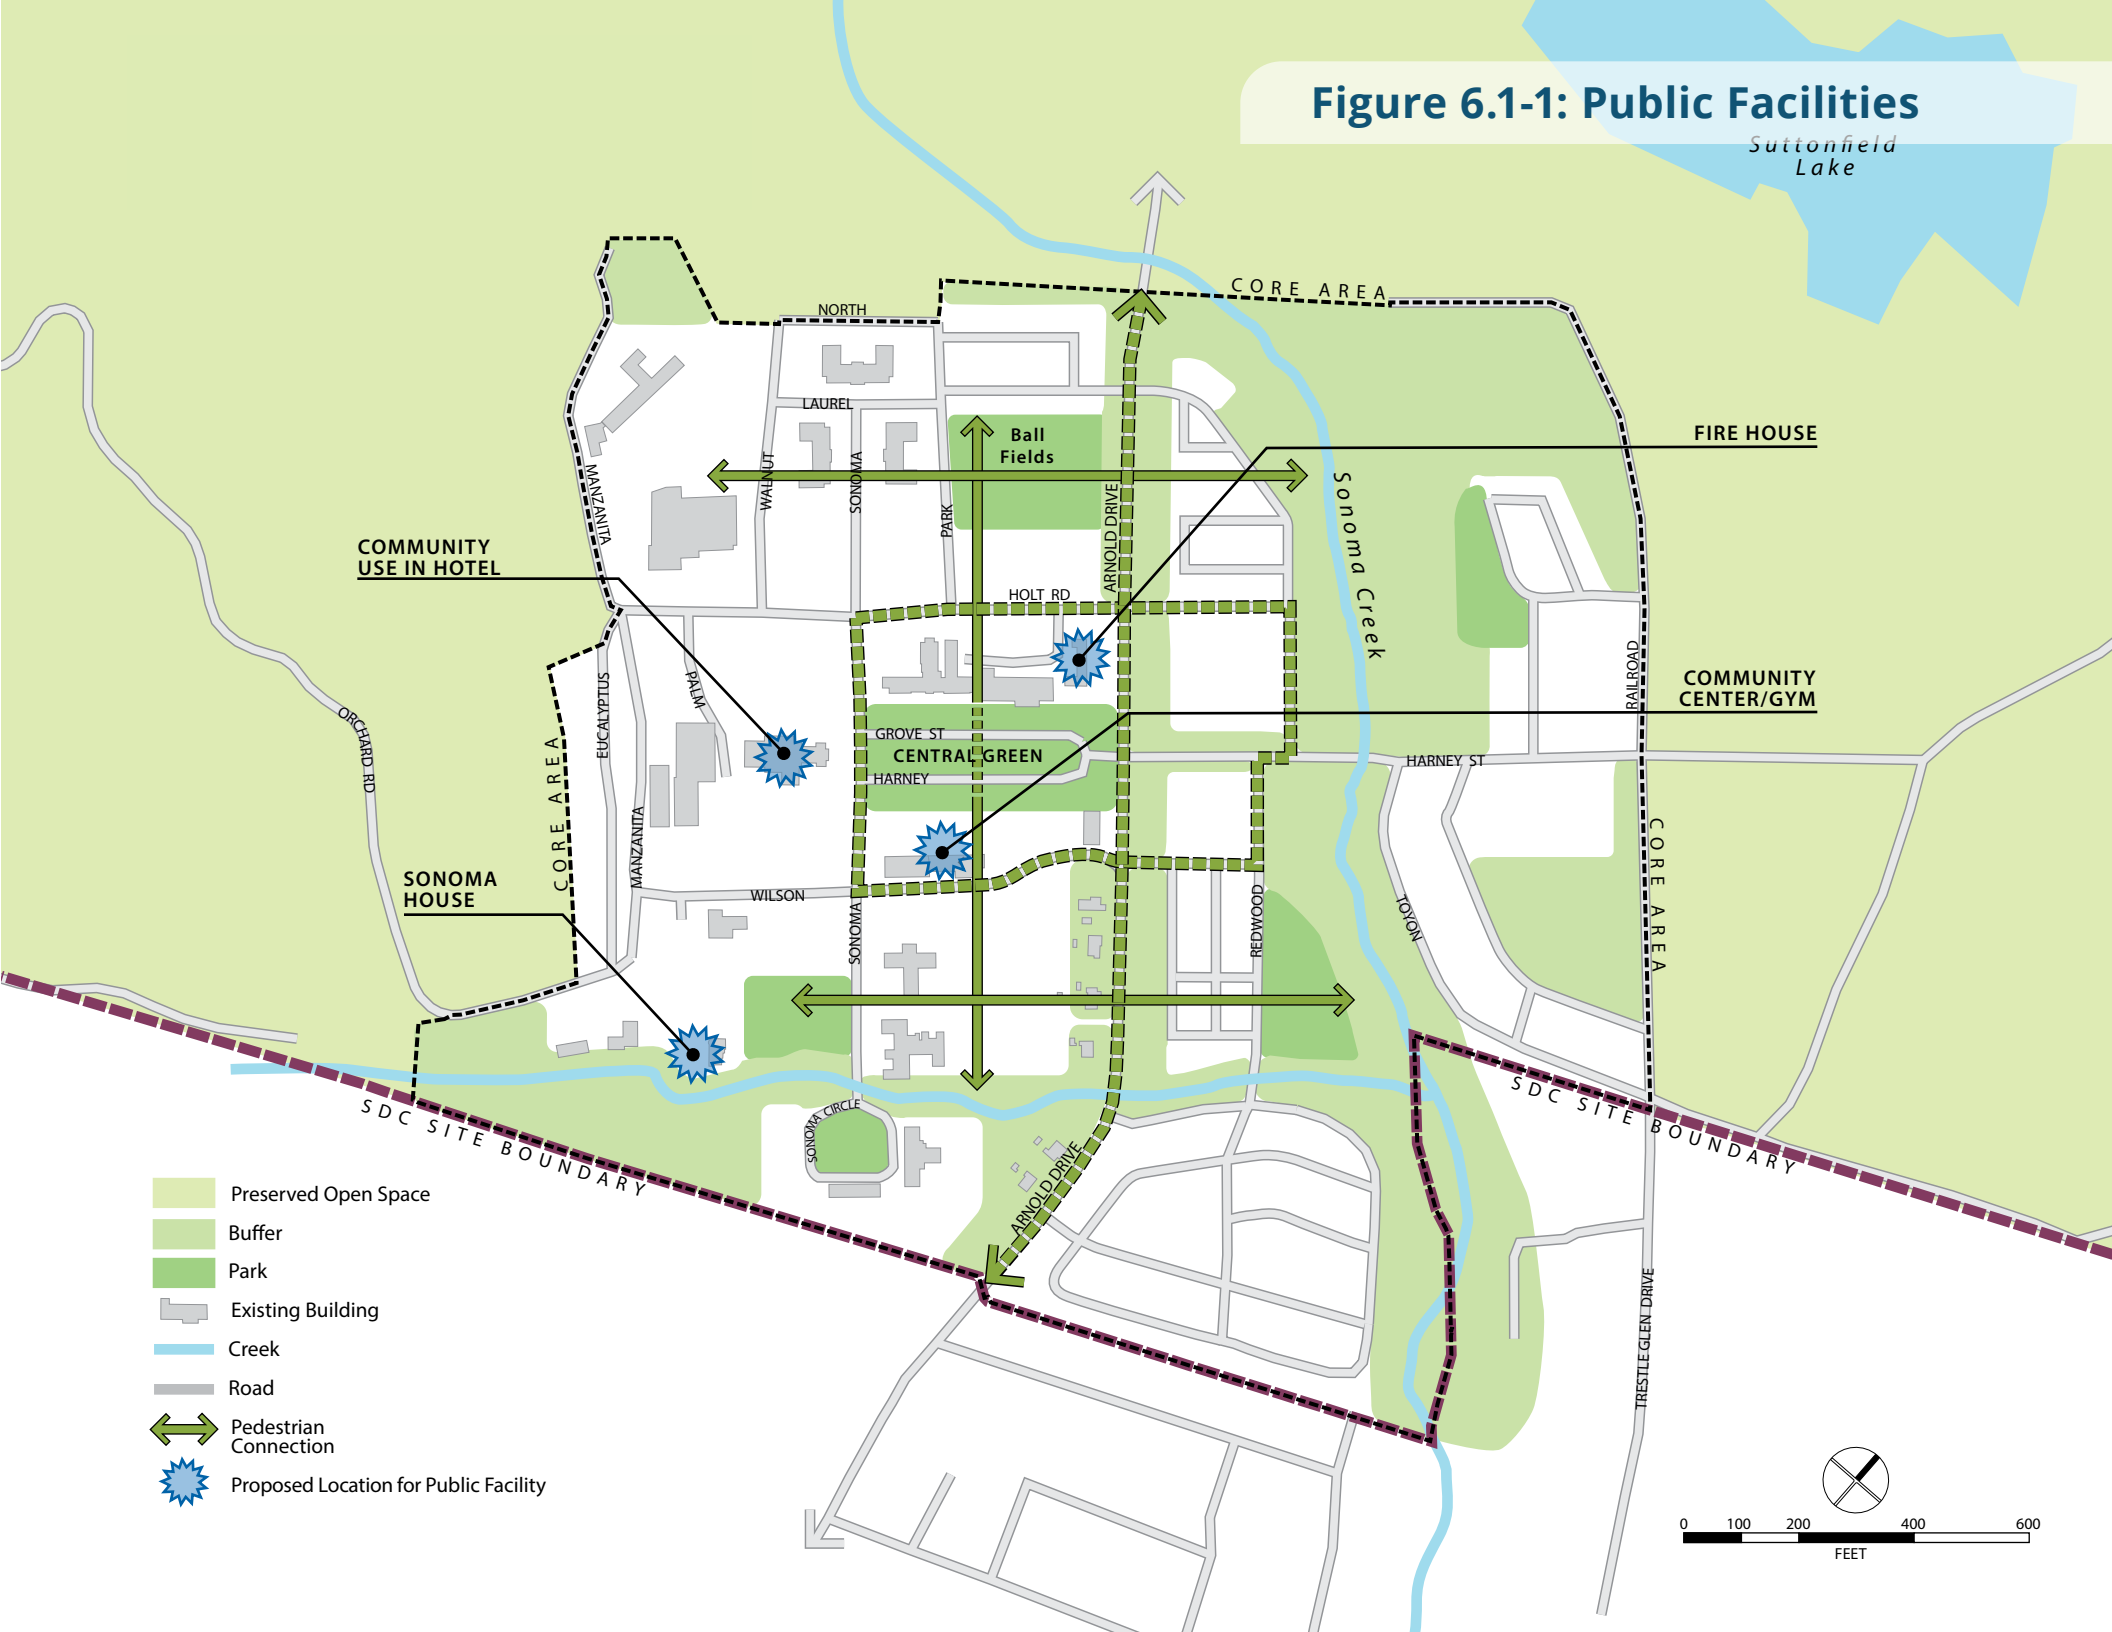 Figure 6.1-1: Public Facilities
Suttonfield
Lake
CORE AREA
NORTH
LAUREL
Ball
Fields
FIRE HOUSE
MANZANITA
WALNUT
SONOMA
PARK
ARNOLD DRIVE
Sonoma Creek
COMMUNITY
USE IN HOTEL
HOLT RD
RAILROAD
COMMUNITY
CENTER/GYM
EUCALYPTUS
PALM
ORCHARD RD
GROVE ST
CENTRAL GREEN
HARNEY
HARNEY ST
CORE AREA
MANZANITA
CORE AREA
SONOMA
HOUSE
WILSON
SONOMA
REDWOOD
TOYON
SDC SITE BOUNDARY
SDC SITE BOUNDARY
SONOMA CIRCLE
ARNOLD DRIVE
TRESTLE GLEN DRIVE
Preserved Open Space
Buffer
Park
Existing Building
Creek
Road
Pedestrian
Connection
Proposed Location for Public Facility
0 100 200 400 600
FEET